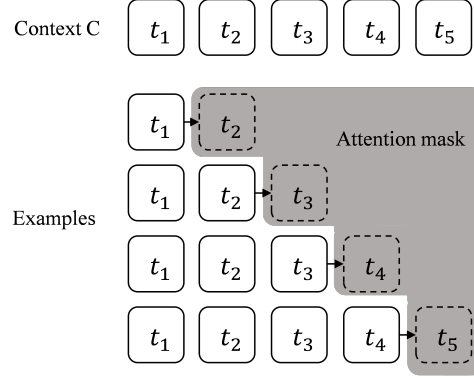 Context C t₁ t₂ t₃ t₄ t₅
t₁ t₂
Attention mask
t₁ t₂ t₃
Examples
t₁ t₂ t₃ t₄
t₁ t₂ t₃ t₄ t₅